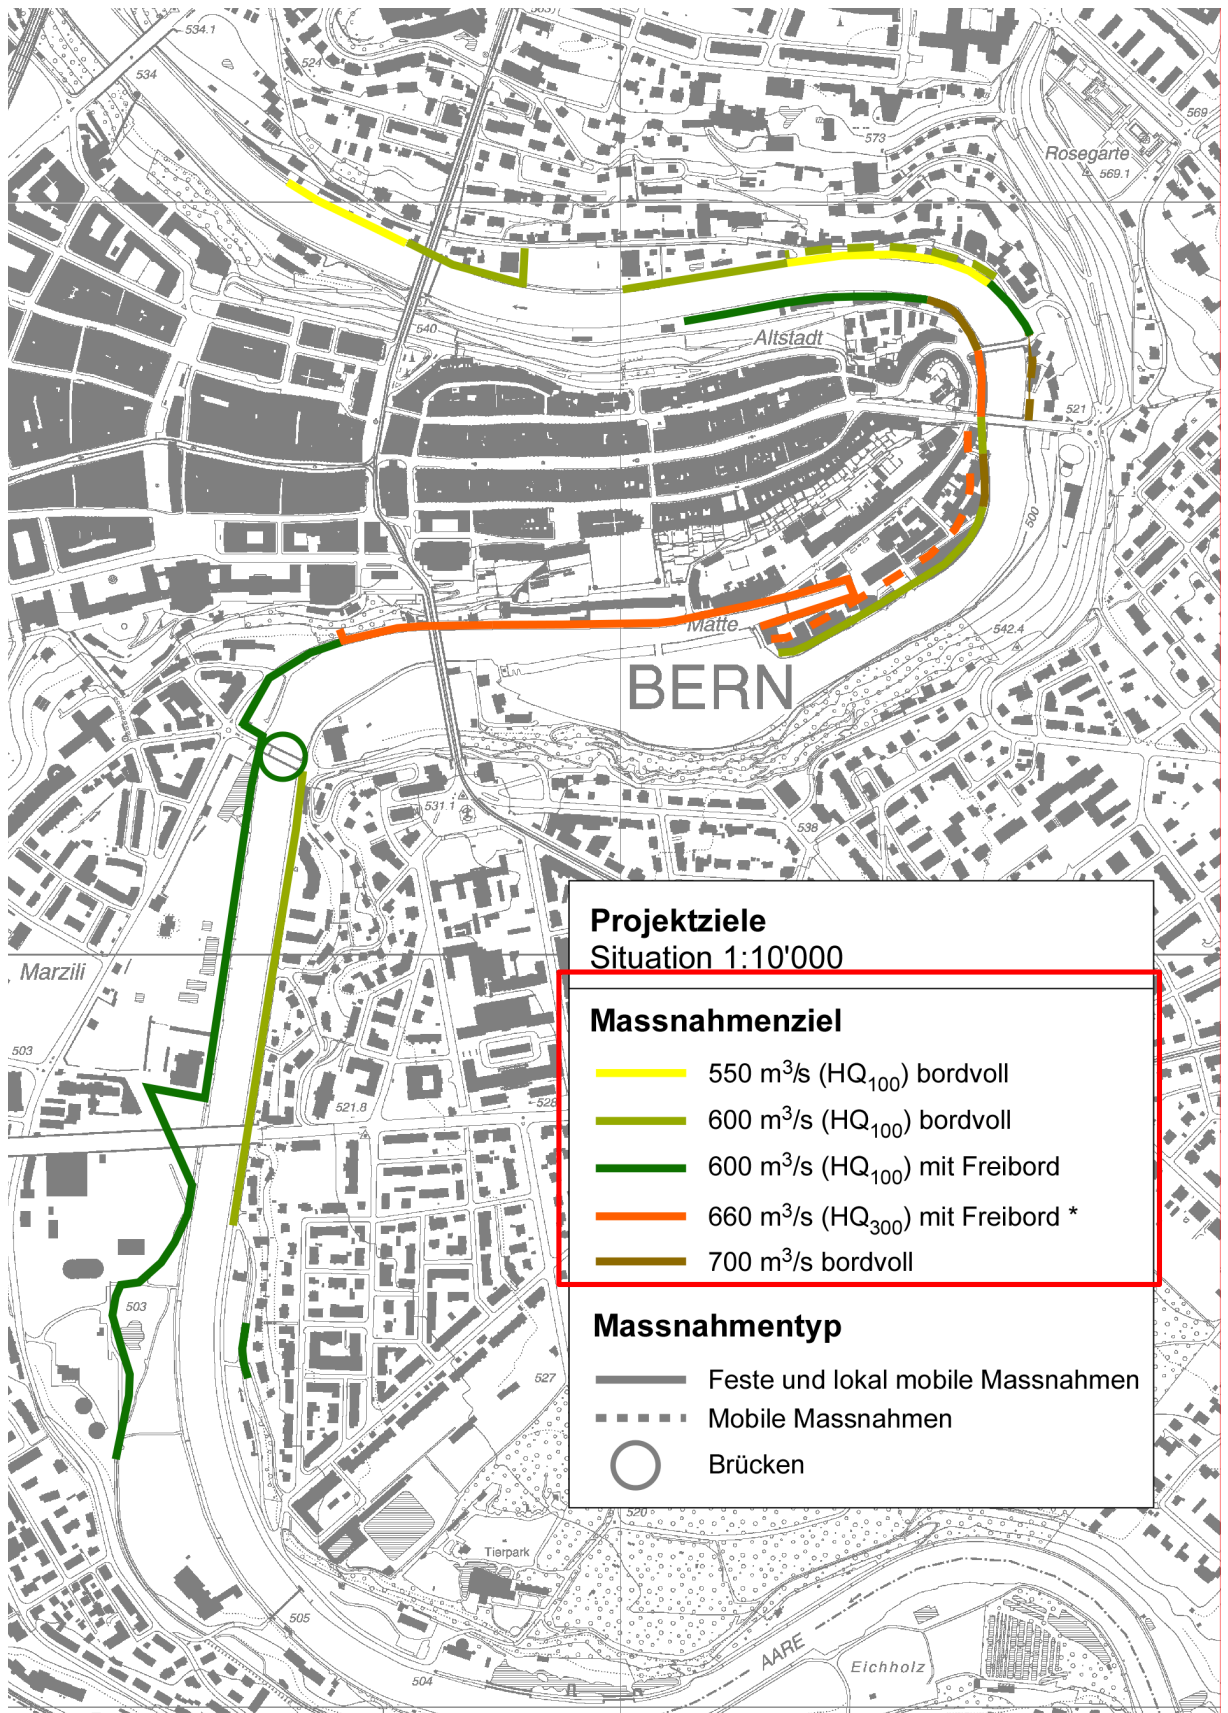 534.1
534
524
573
569
Rosegarte
569.1
540
Altstadt
521
500
Matte
542.4
BERN
531.1
538
Marzili
503
521.8
528
503
527
520
Tierpark
505
504
AARE
Eichholz
Projektziele
Situation 1:10'000
Massnahmenziel
550 m³/s (HQ₁₀₀) bordvoll
600 m³/s (HQ₁₀₀) bordvoll
600 m³/s (HQ₁₀₀) mit Freibord
660 m³/s (HQ₃₀₀) mit Freibord *
700 m³/s bordvoll
Massnahmentyp
Feste und lokal mobile Massnahmen
Mobile Massnahmen
Brücken